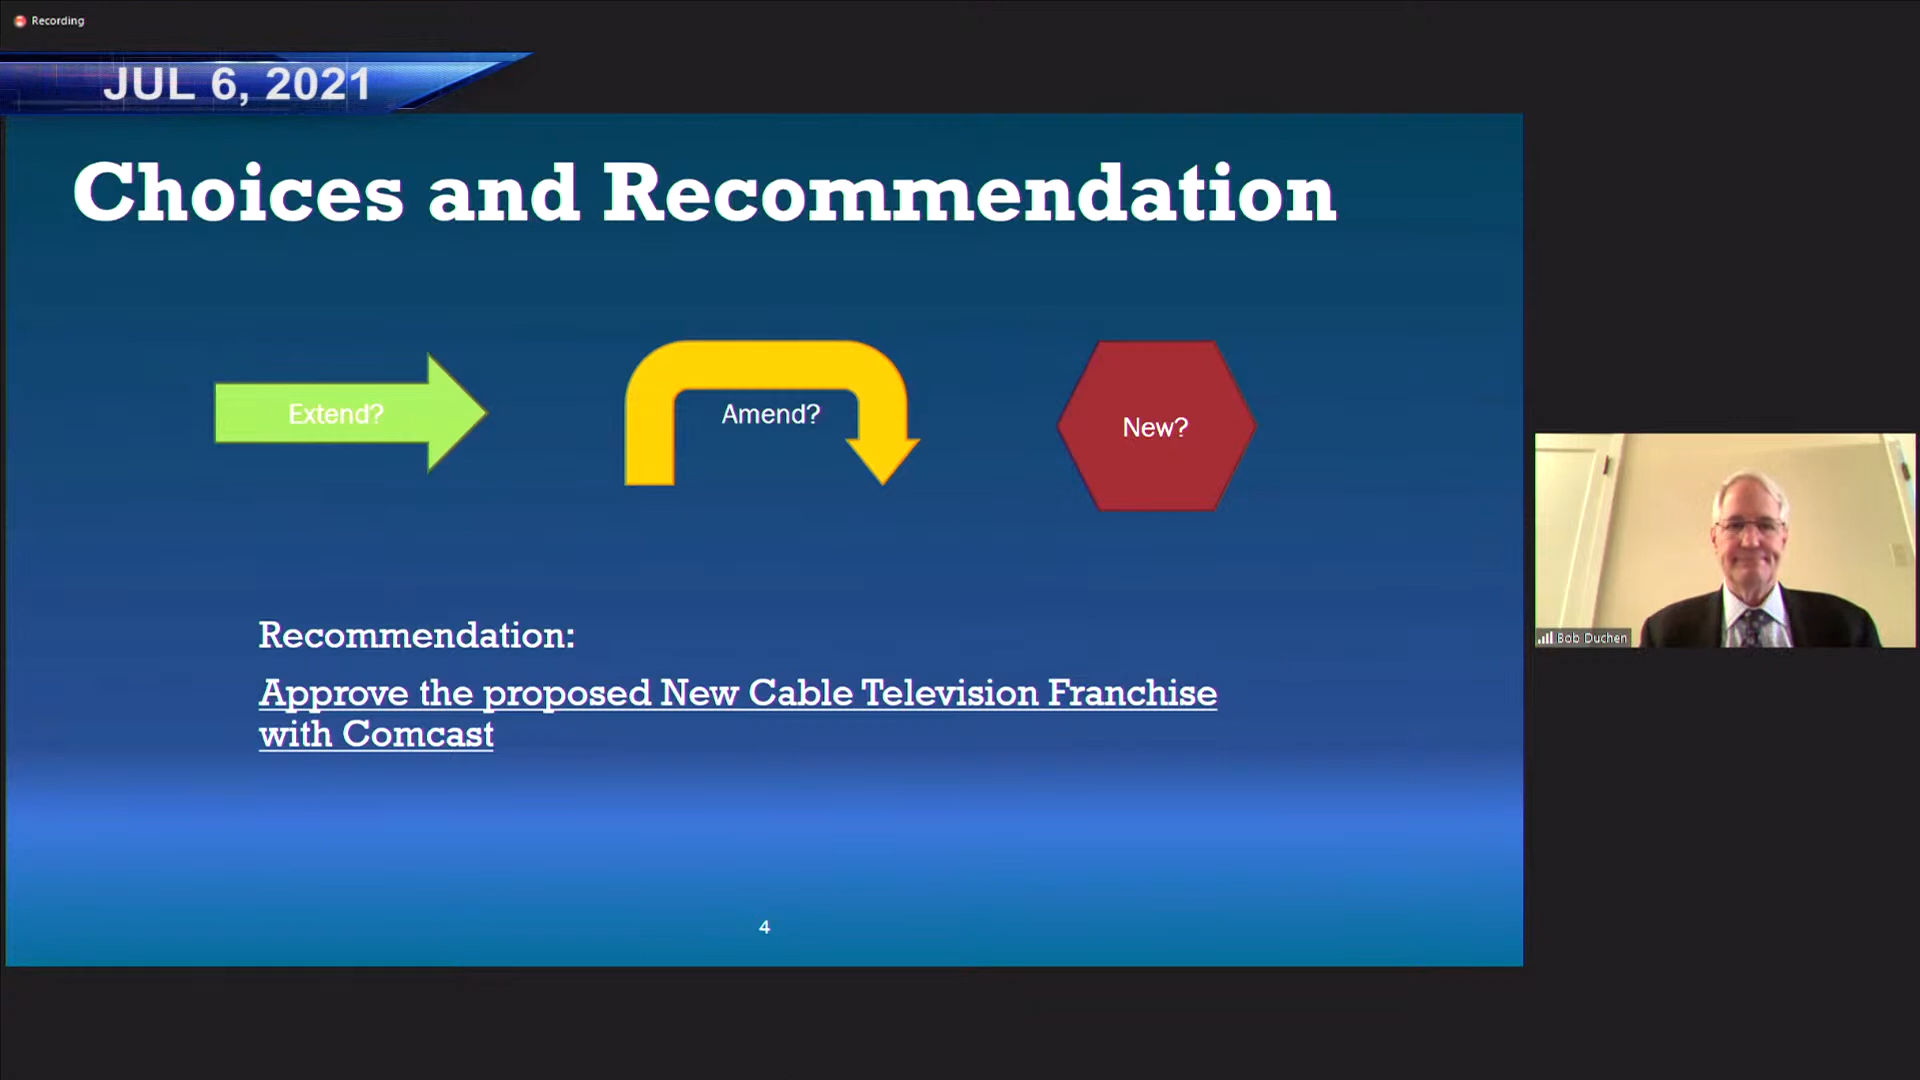 Recording
JUL 6, 2021
Choices and Recommendation
Extend?
Amend?
New?
Recommendation:
Approve the proposed New Cable Television Franchise
with Comcast
Bob Duchen
4